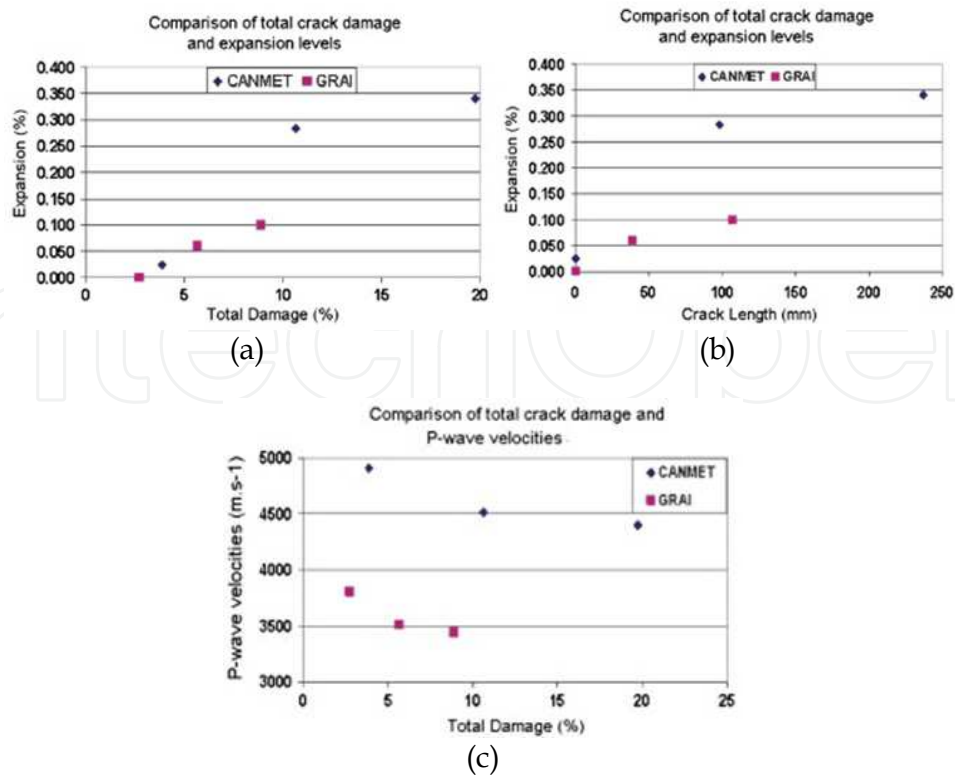 Comparison of total crack damage
and expansion levels
CANMET GRAI
Expansion (%)
0.400
0.350
0.300
0.250
0.200
0.150
0.100
0.050
0.000
0 5 10 15 20
Total Damage (%)
(a)
Comparison of total crack damage
and expansion levels
CANMET GRAI
Expansion (%)
0.400
0.350
0.300
0.250
0.200
0.150
0.100
0.050
0.000
0 50 100 150 200 250
Crack Length (mm)
(b)
Comparison of total crack damage and
P-wave velocities
CANMET
GRAI
P-wave velocities (m.s-1)
5000
4500
4000
3500
3000
0 5 10 15 20 25
Total Damage (%)
(c)